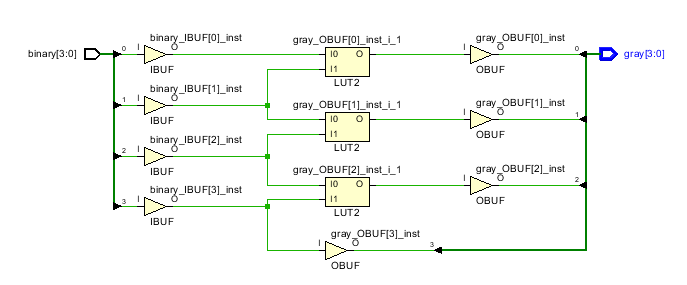 binary_IBUF[0]_inst
gray_OBUF[0]_inst_i_1
gray_OBUF[0]_inst
binary[3:0]
0
I
O
IBUF
I0
O
I1
LUT2
I
O
OBUF
0
gray[3:0]
binary_IBUF[1]_inst
gray_OBUF[1]_inst_i_1
gray_OBUF[1]_inst
1
I
O
IBUF
I0
O
I1
LUT2
I
O
OBUF
1
binary_IBUF[2]_inst
gray_OBUF[2]_inst_i_1
gray_OBUF[2]_inst
2
I
O
IBUF
I0
O
I1
LUT2
I
O
OBUF
2
binary_IBUF[3]_inst
3
I
O
IBUF
gray_OBUF[3]_inst
I
O
OBUF
3